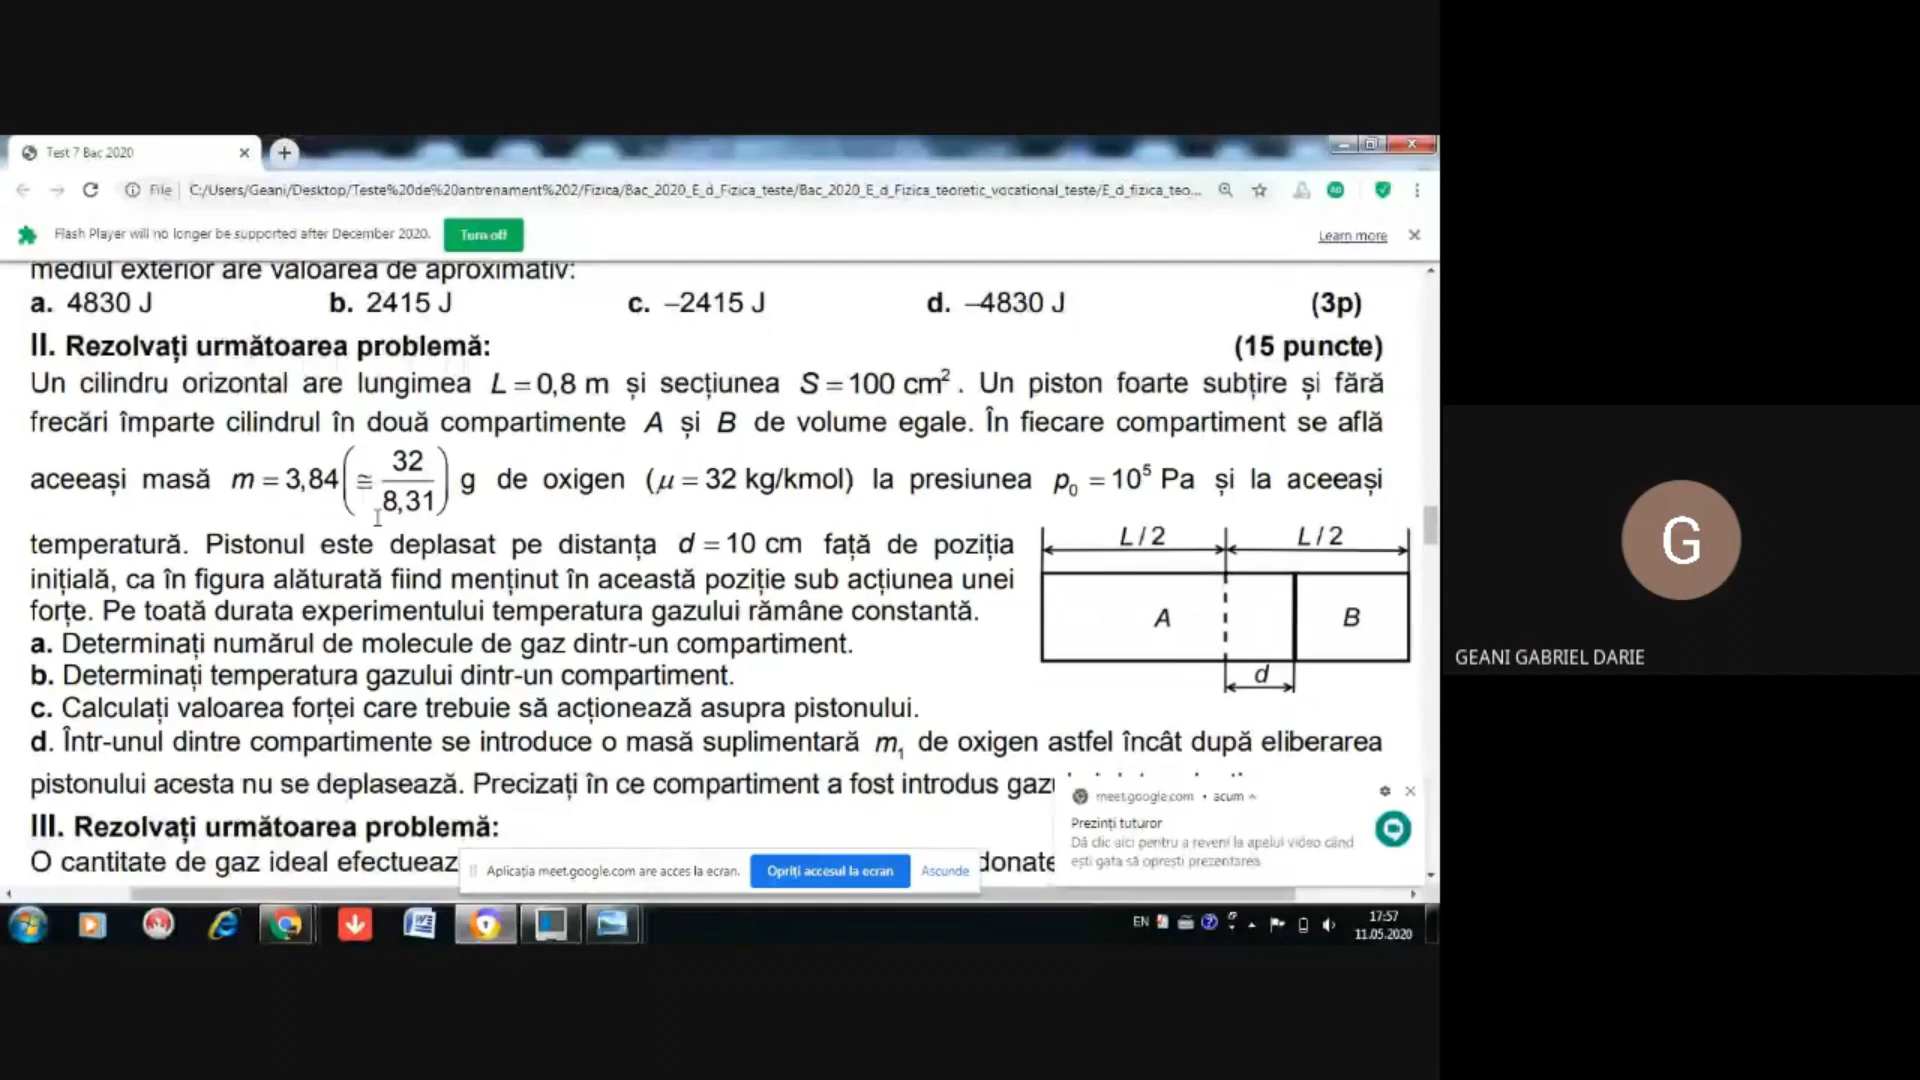 Test 7 Bac 2020
File
C:/Users/Geani/Desktop/Teste%20de%20antrenament%202/Fizica/Bac_2020_E_d_Fizica_teste/Bac_2020_E_d_Fizica_teoretic_vocational_teste/E_d_fizica_teo...
Flash Player will no longer be supported after December 2020. Turn off Learn more
mediul exterior are valoarea de aproximativ:
a. 4830 J b. 2415 J c. −2415 J d. −4830 J (3p)
II. Rezolvați următoarea problemă: (15 puncte)
Un cilindru orizontal are lungimea L = 0,8 m și secțiunea S = 100 cm². Un piston foarte subțire și fără
frecări împarte cilindrul în două compartimente A și B de volume egale. În fiecare compartiment se află
aceeași masă m = 3,84(≅ 32/8,31) g de oxigen (μ = 32 kg/kmol) la presiunea p₀ = 10⁵ Pa și la aceeași
temperatură. Pistonul este deplasat pe distanța d = 10 cm față de poziția
inițială, ca în figura alăturată fiind menținut în această poziție sub acțiunea unei
forțe. Pe toată durata experimentului temperatura gazului rămâne constantă.
a. Determinați numărul de molecule de gaz dintr-un compartiment.
b. Determinați temperatura gazului dintr-un compartiment.
c. Calculați valoarea forței care trebuie să acționează asupra pistonului.
L/2 L/2
A B
d
d. Într-unul dintre compartimente se introduce o masă suplimentară m₁ de oxigen astfel încât după eliberarea
pistonului acesta nu se deplasează. Precizați în ce compartiment a fost introdus
III. Rezolvați următoarea problemă:
O cantitate de gaz ideal
meet.google.com • acum
Prezinți tuturor
Dă clic aici pentru a reveni la apelul video când
ești gata să oprești prezentarea
Aplicația meet.google.com are acces la ecran. Opriți accesul la ecran Ascunde
EN
17:57
11.05.2020
G
GEANI GABRIEL DARIE